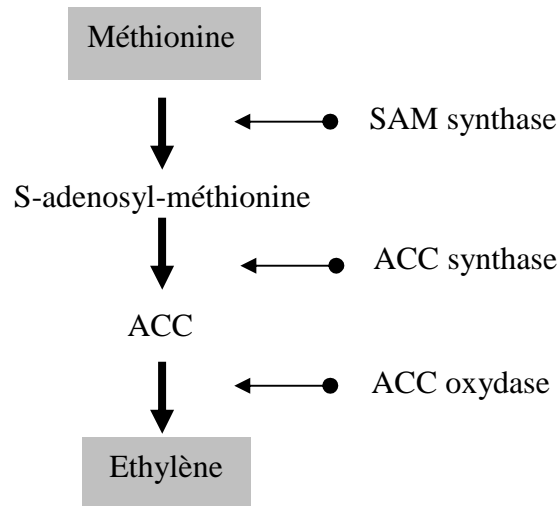 Méthionine
SAM synthase
S-adenosyl-méthionine
ACC synthase
ACC
ACC oxydase
Ethylène